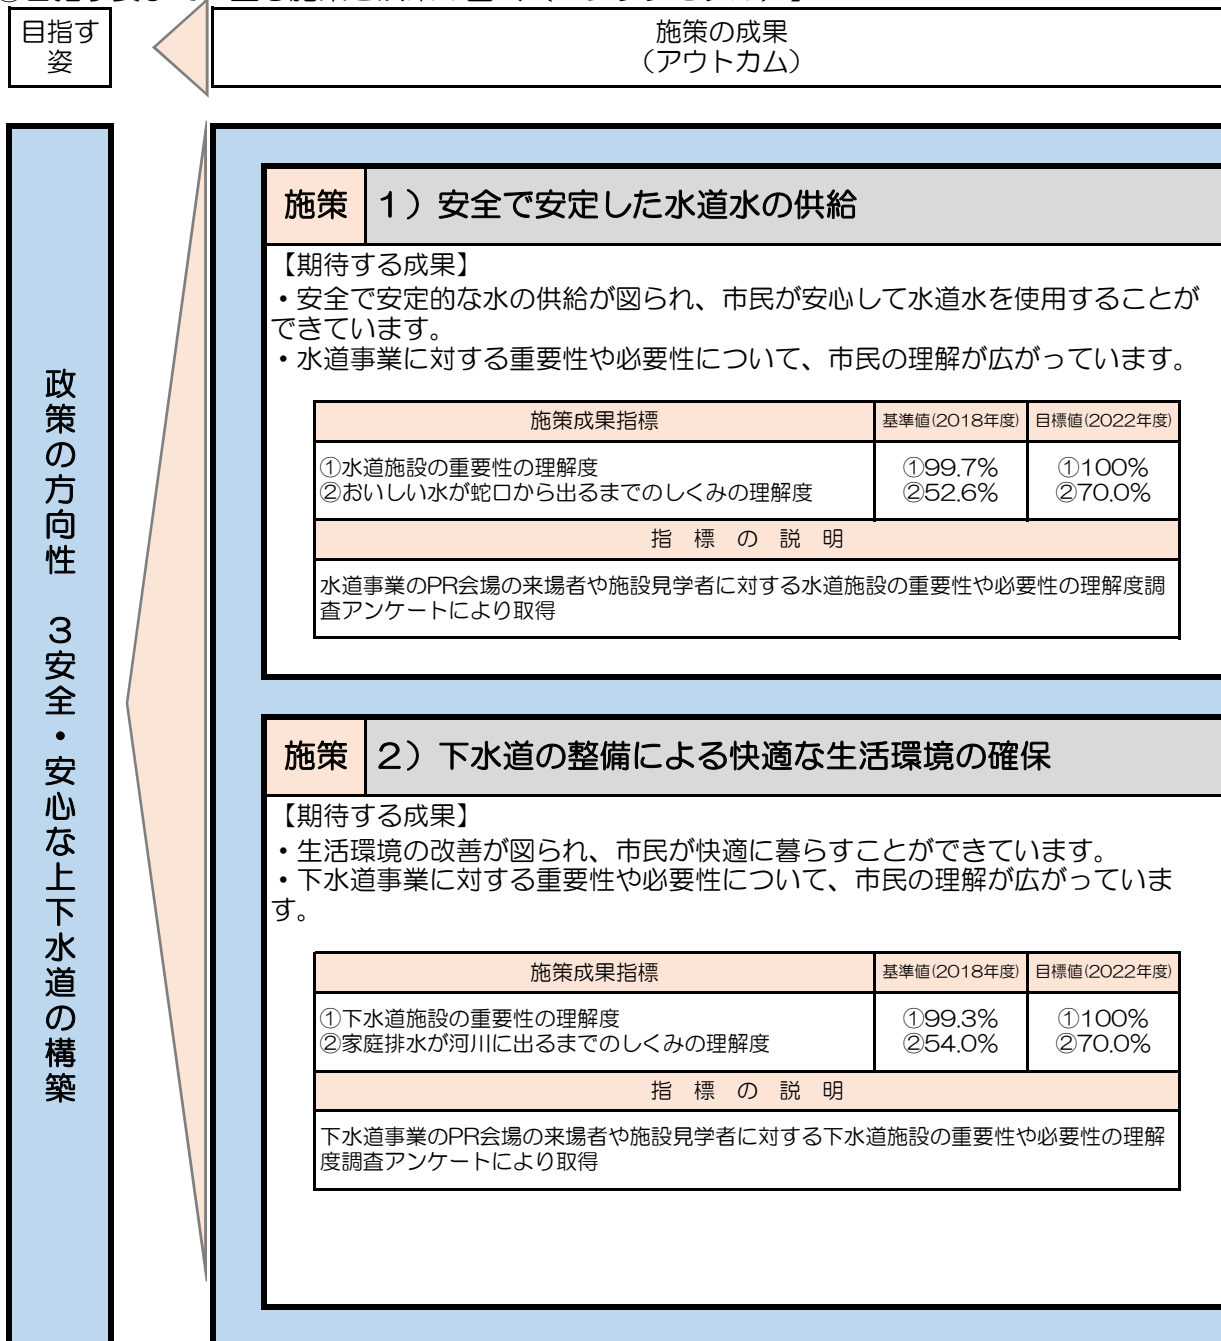 目指す
姿
施策の成果
（アウトカム）
政策の方向性　３安全・安心な上下水道の構築
施策
１）安全で安定した水道水の供給
【期待する成果】
・安全で安定的な水の供給が図られ、市民が安心して水道水を使用することが
できています。
・水道事業に対する重要性や必要性について、市民の理解が広がっています。
施策成果指標
基準値(2018年度)
目標値(2022年度)
①水道施設の重要性の理解度
②おいしい水が蛇口から出るまでのしくみの理解度
①99.7%
②52.6%
①100%
②70.0%
指　標　の　説　明
水道事業のPR会場の来場者や施設見学者に対する水道施設の重要性や必要性の理解度調
査アンケートにより取得
施策
２）下水道の整備による快適な生活環境の確保
【期待する成果】
・生活環境の改善が図られ、市民が快適に暮らすことができています。
・下水道事業に対する重要性や必要性について、市民の理解が広がっていま
す。
施策成果指標
基準値(2018年度)
目標値(2022年度)
①下水道施設の重要性の理解度
②家庭排水が河川に出るまでのしくみの理解度
①99.3%
②54.0%
①100%
②70.0%
指　標　の　説　明
下水道事業のPR会場の来場者や施設見学者に対する下水道施設の重要性や必要性の理解
度調査アンケートにより取得